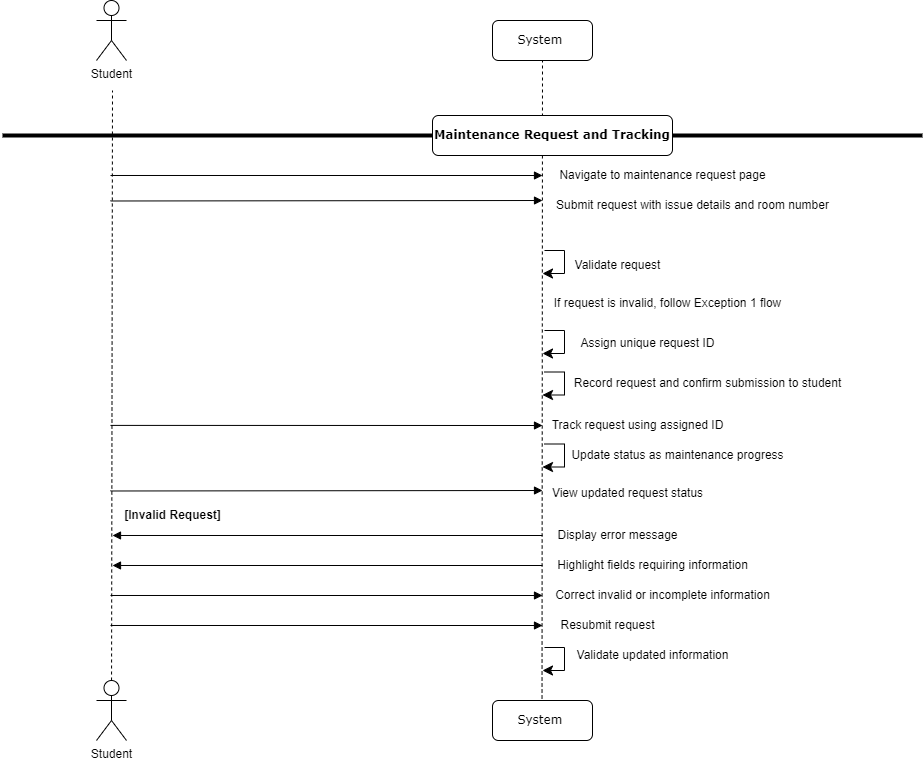 System
Student
Maintenance Request and Tracking
Navigate to maintenance request page
Submit request with issue details and room number
Validate request
If request is invalid, follow Exception 1 flow
Assign unique request ID
Record request and confirm submission to student
Track request using assigned ID
Update status as maintenance progress
View updated request status
[Invalid Request]
Display error message
Highlight fields requiring information
Correct invalid or incomplete information
Resubmit request
Validate updated information
System
Student